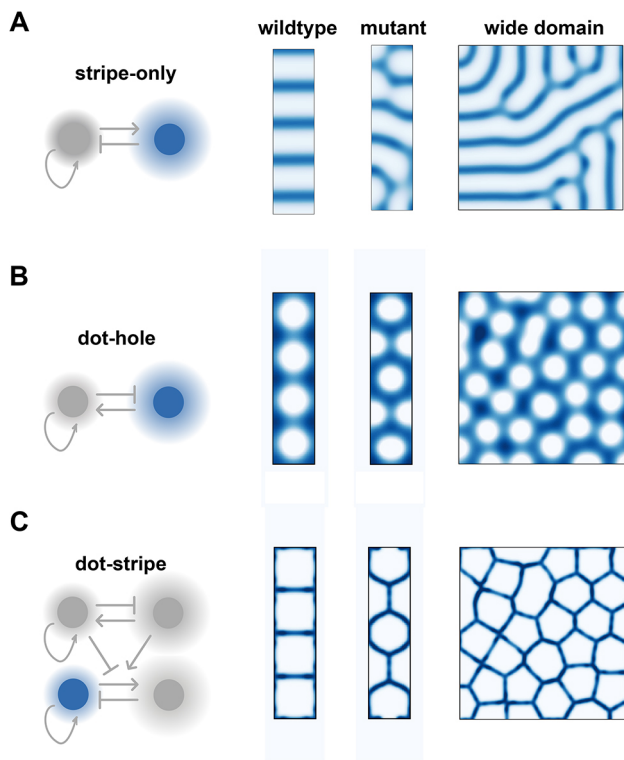 A
wildtype mutant wide domain
stripe-only
B
dot-hole
C
dot-stripe